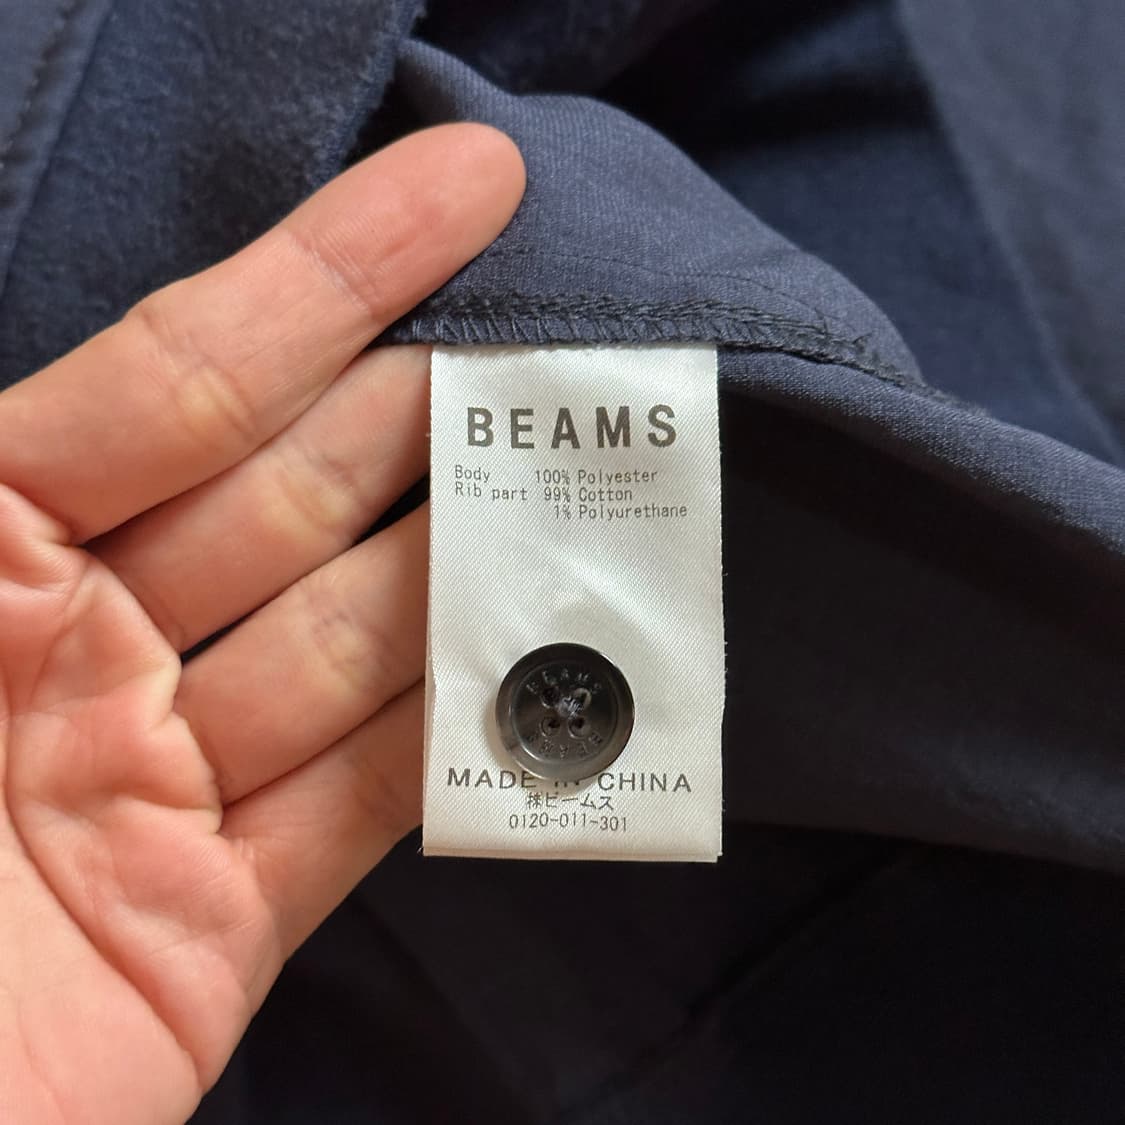 BEAMS
Body 100% Polyester
Rib part 99% Cotton
1% Polyurethane
BEAMS
BEAMS
MADE IN CHINA
㈱ビームス
0120-011-301